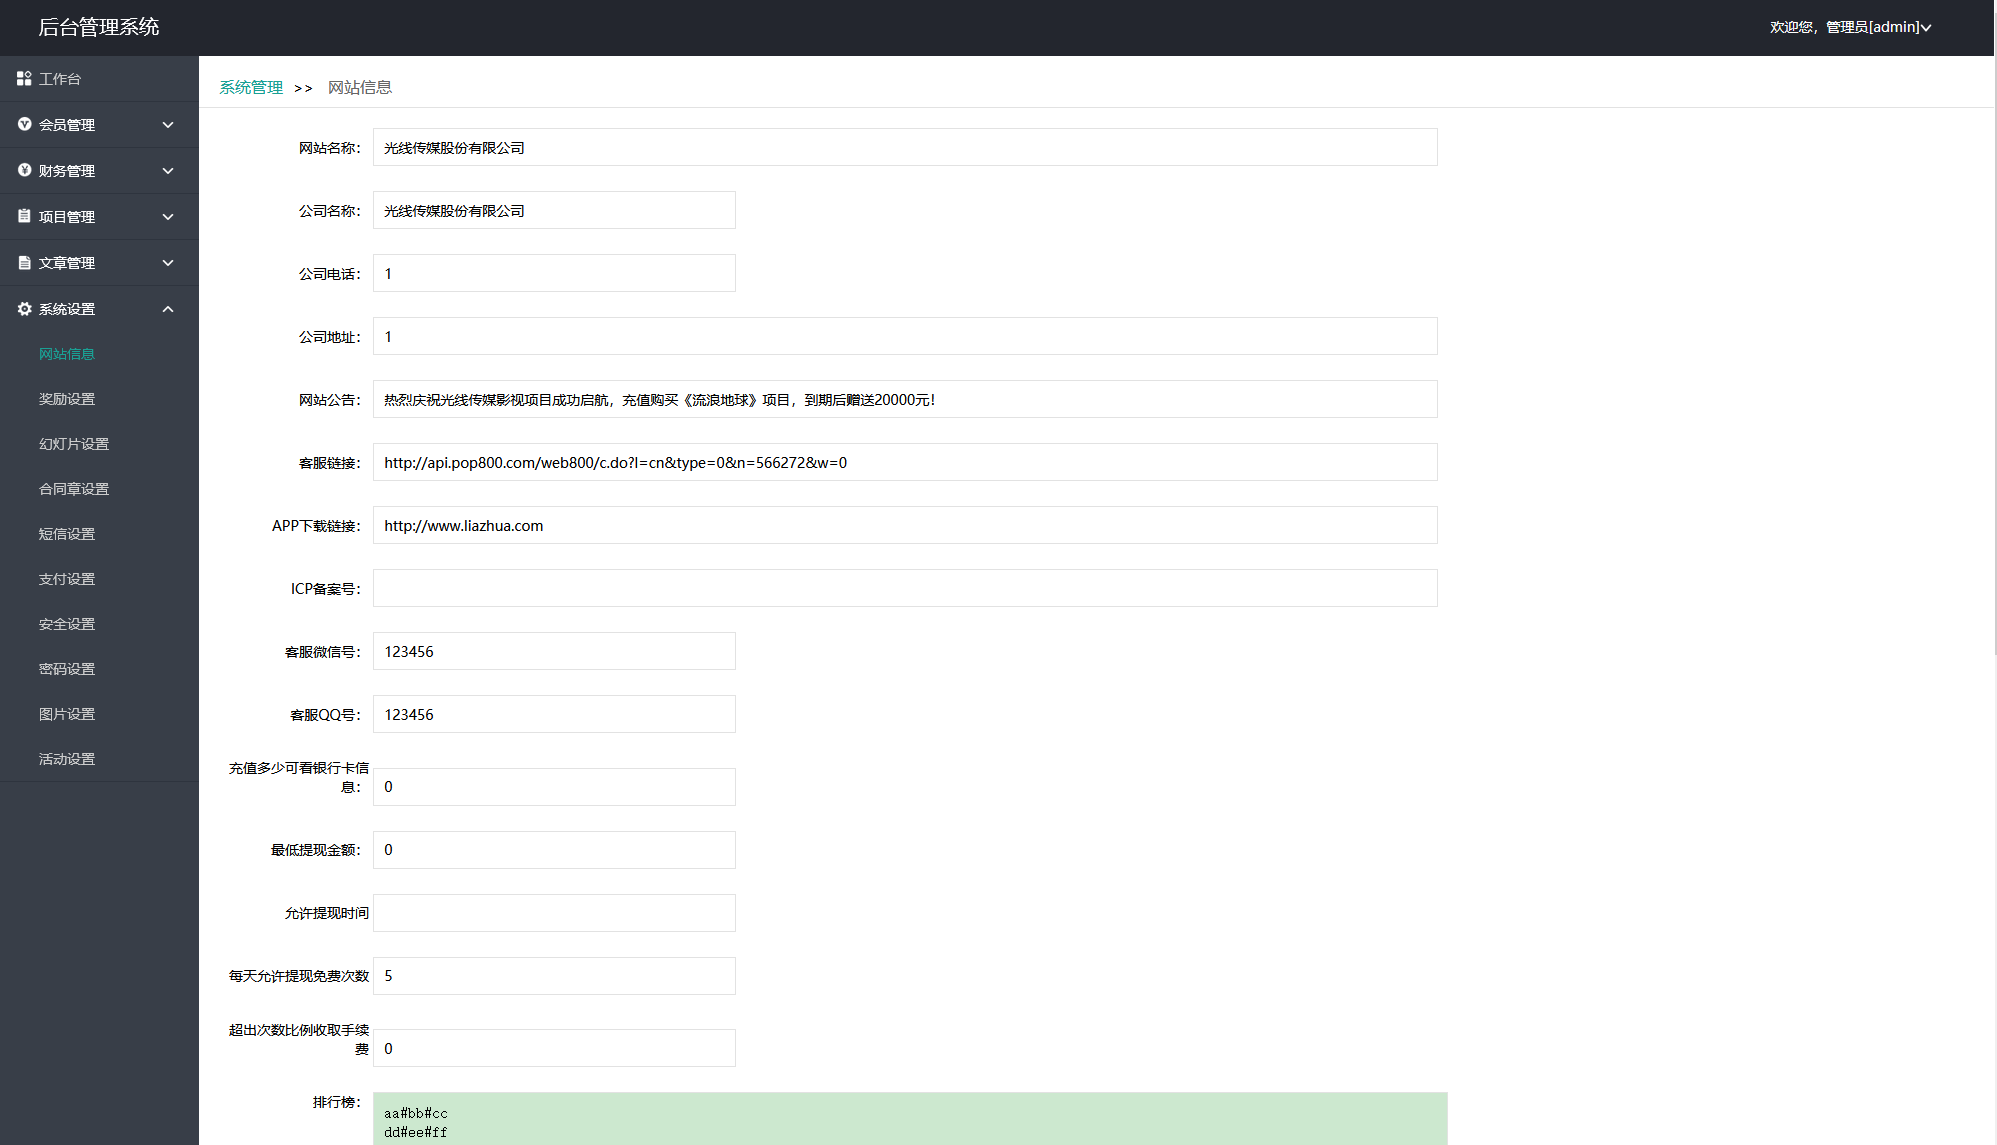 后台管理系统
欢迎您，管理员[admin]
工作台
会员管理
财务管理
项目管理
文章管理
系统设置
网站信息
奖励设置
幻灯片设置
合同章设置
短信设置
支付设置
安全设置
密码设置
图片设置
活动设置
系统管理 >> 网站信息
网站名称： 光线传媒股份有限公司
公司名称： 光线传媒股份有限公司
公司电话： 1
公司地址： 1
网站公告： 热烈庆祝光线传媒影视项目成功启航，充值购买《流浪地球》项目，到期后赠送20000元！
客服链接： http://api.pop800.com/web800/c.do?l=cn&type=0&n=566272&w=0
APP下载链接： http://www.liazhua.com
ICP备案号：
客服微信号： 123456
客服QQ号： 123456
充值多少可看银行卡信
息： 0
最低提现金额： 0
允许提现时间
每天允许提现免费次数 5
超出次数比例收取手续
费 0
排行榜： aa#bb#cc
dd#ee#ff